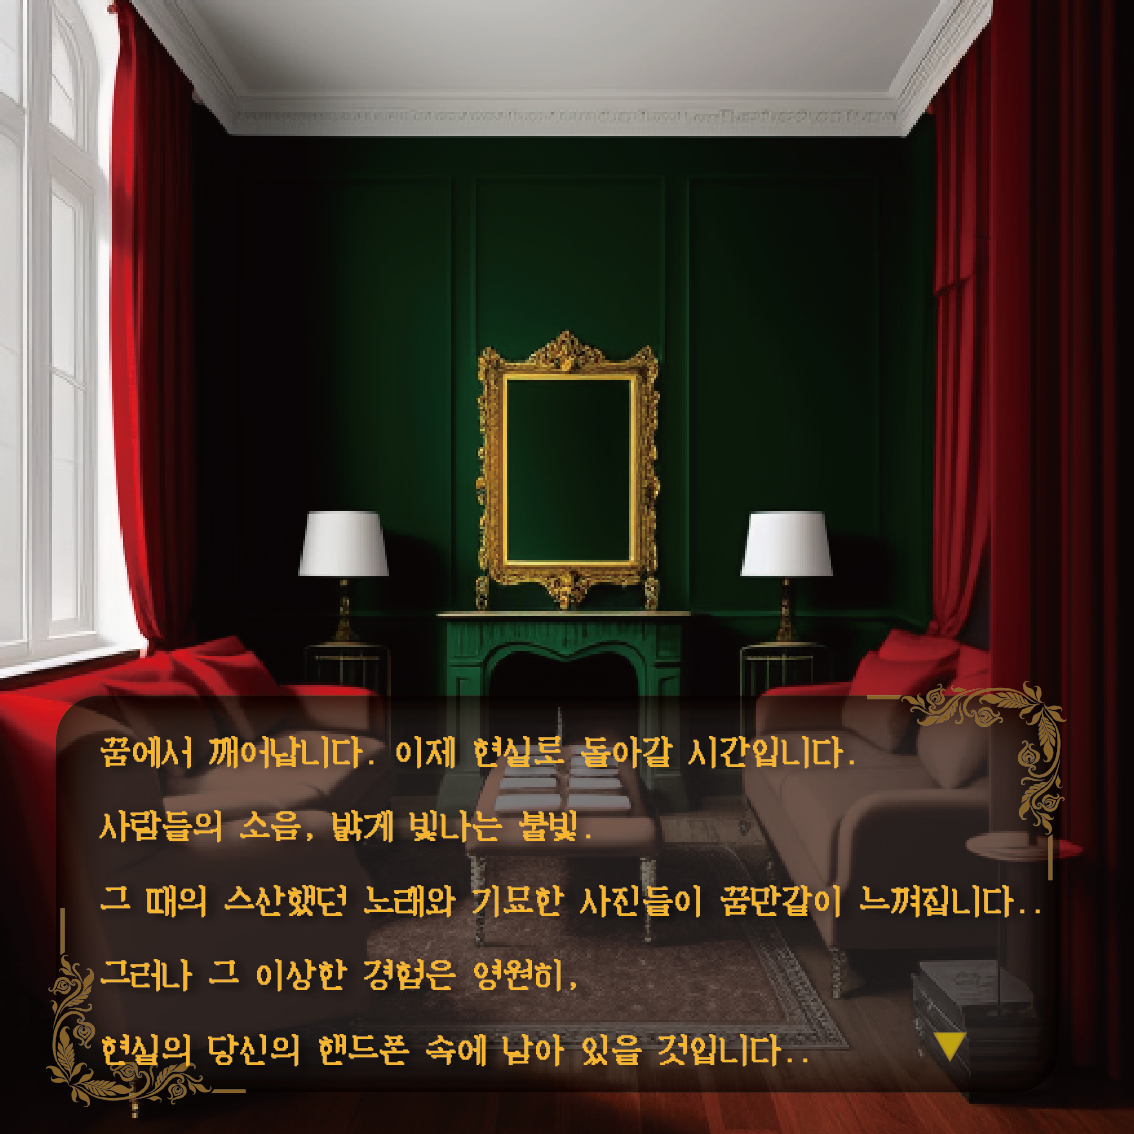 꿈에서 깨어납니다. 이제 현실로 돌아갈 시간입니다.
사람들의 소음, 밝게 빛나는 불빛.
그 때의 스산했던 노래와 기묘한 사진들이 꿈만같이 느껴집니다..
그러나 그 이상한 경험은 영원히,
현실의 당신의 핸드폰 속에 남아 있을 것입니다..